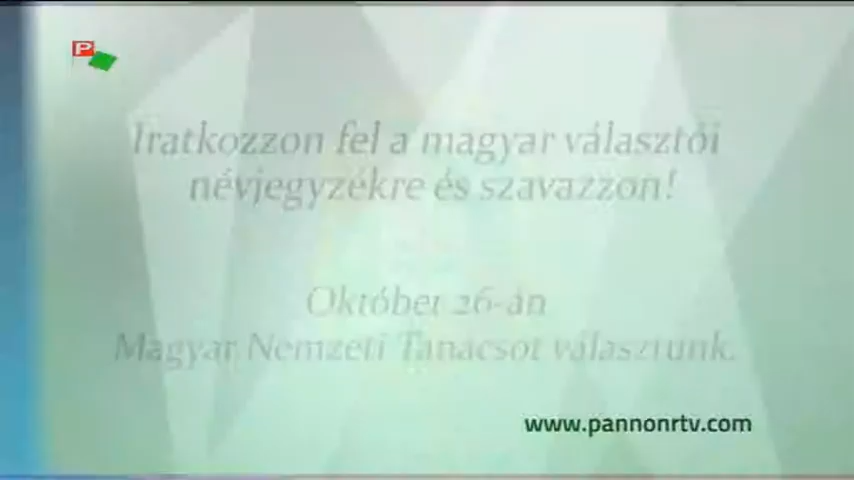 P
Iratkozzon fel a magyar választói
névjegyzékre és szavazzon!
Október 26-án
Magyar Nemzeti Tanácsot választunk.
www.pannonrtv.com